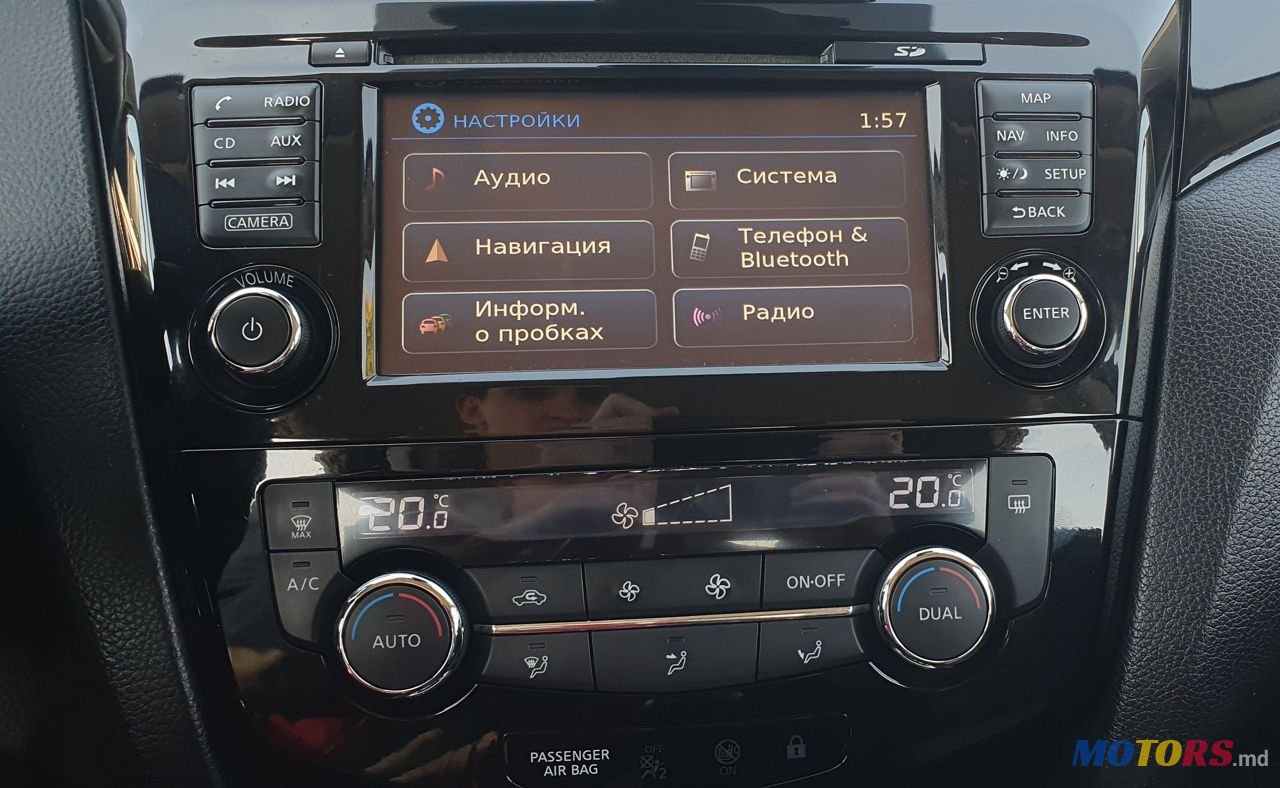 SD
RADIO
CD AUX
CAMERA
VOLUME
НАСТРОЙКИ 1:57
Аудио
Система
Навигация
Телефон &
Bluetooth
Информ.
о пробках
Радио
MAP
NAV INFO
SETUP
BACK
ENTER
20.0 °C
20.0 °C
MAX
A/C
AUTO
ON·OFF
DUAL
PASSENGER
AIR BAG
OFF
2
ON
MOTORS.md